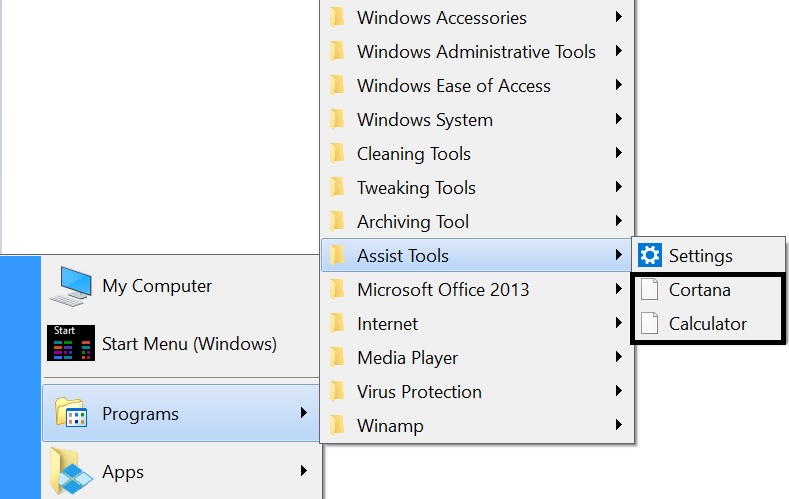 Windows Accessories
Windows Administrative Tools
Windows Ease of Access
Windows System
Cleaning Tools
Tweaking Tools
Archiving Tool
Assist Tools
Microsoft Office 2013
Internet
Media Player
Virus Protection
Winamp
Settings
Cortana
Calculator
My Computer
Start
Start Menu (Windows)
Programs
Apps